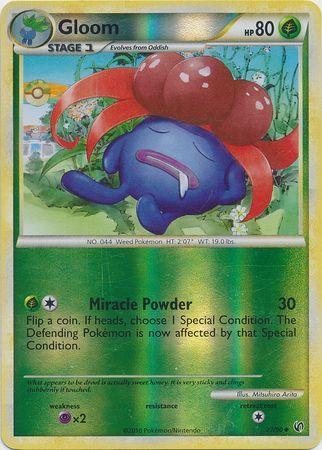 Gloom
HP 80
STAGE 1 Evolves from Oddish
NO. 044 Weed Pokémon HT: 2'07" WT: 19.0 lbs.
Miracle Powder 30
Flip a coin. If heads, choose 1 Special Condition. The
Defending Pokémon is now affected by that Special
Condition.
What appears to be drool is actually sweet honey. It is very sticky and clings
stubbornly if touched.
Illus. Mitsuhiro Arita
weakness resistance retreat cost
×2
©2010 Pokémon/Nintendo